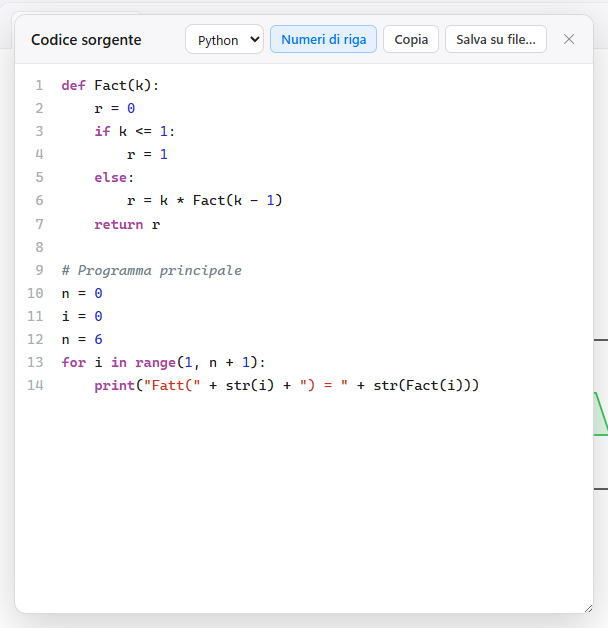 Codice sorgente Python Numeri di riga Copia Salva su file... ×
1 def Fact(k):
2     r = 0
3     if k <= 1:
4         r = 1
5     else:
6         r = k * Fact(k - 1)
7     return r
8
9 # Programma principale
10 n = 0
11 i = 0
12 n = 6
13 for i in range(1, n + 1):
14     print("Fatt(" + str(i) + ") = " + str(Fact(i)))